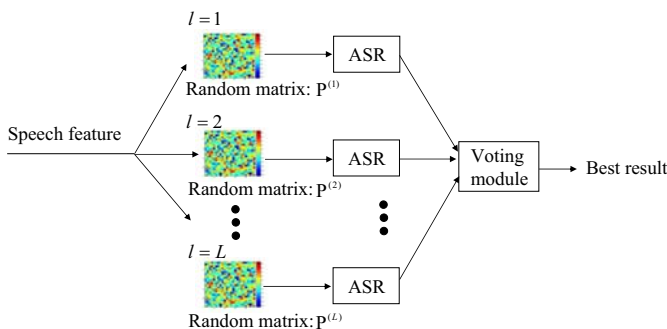 l = 1
ASR
Random matrix: P^(1)
Speech feature
l = 2
ASR
Voting module
Best result
Random matrix: P^(2)
l = L
ASR
Random matrix: P^(L)